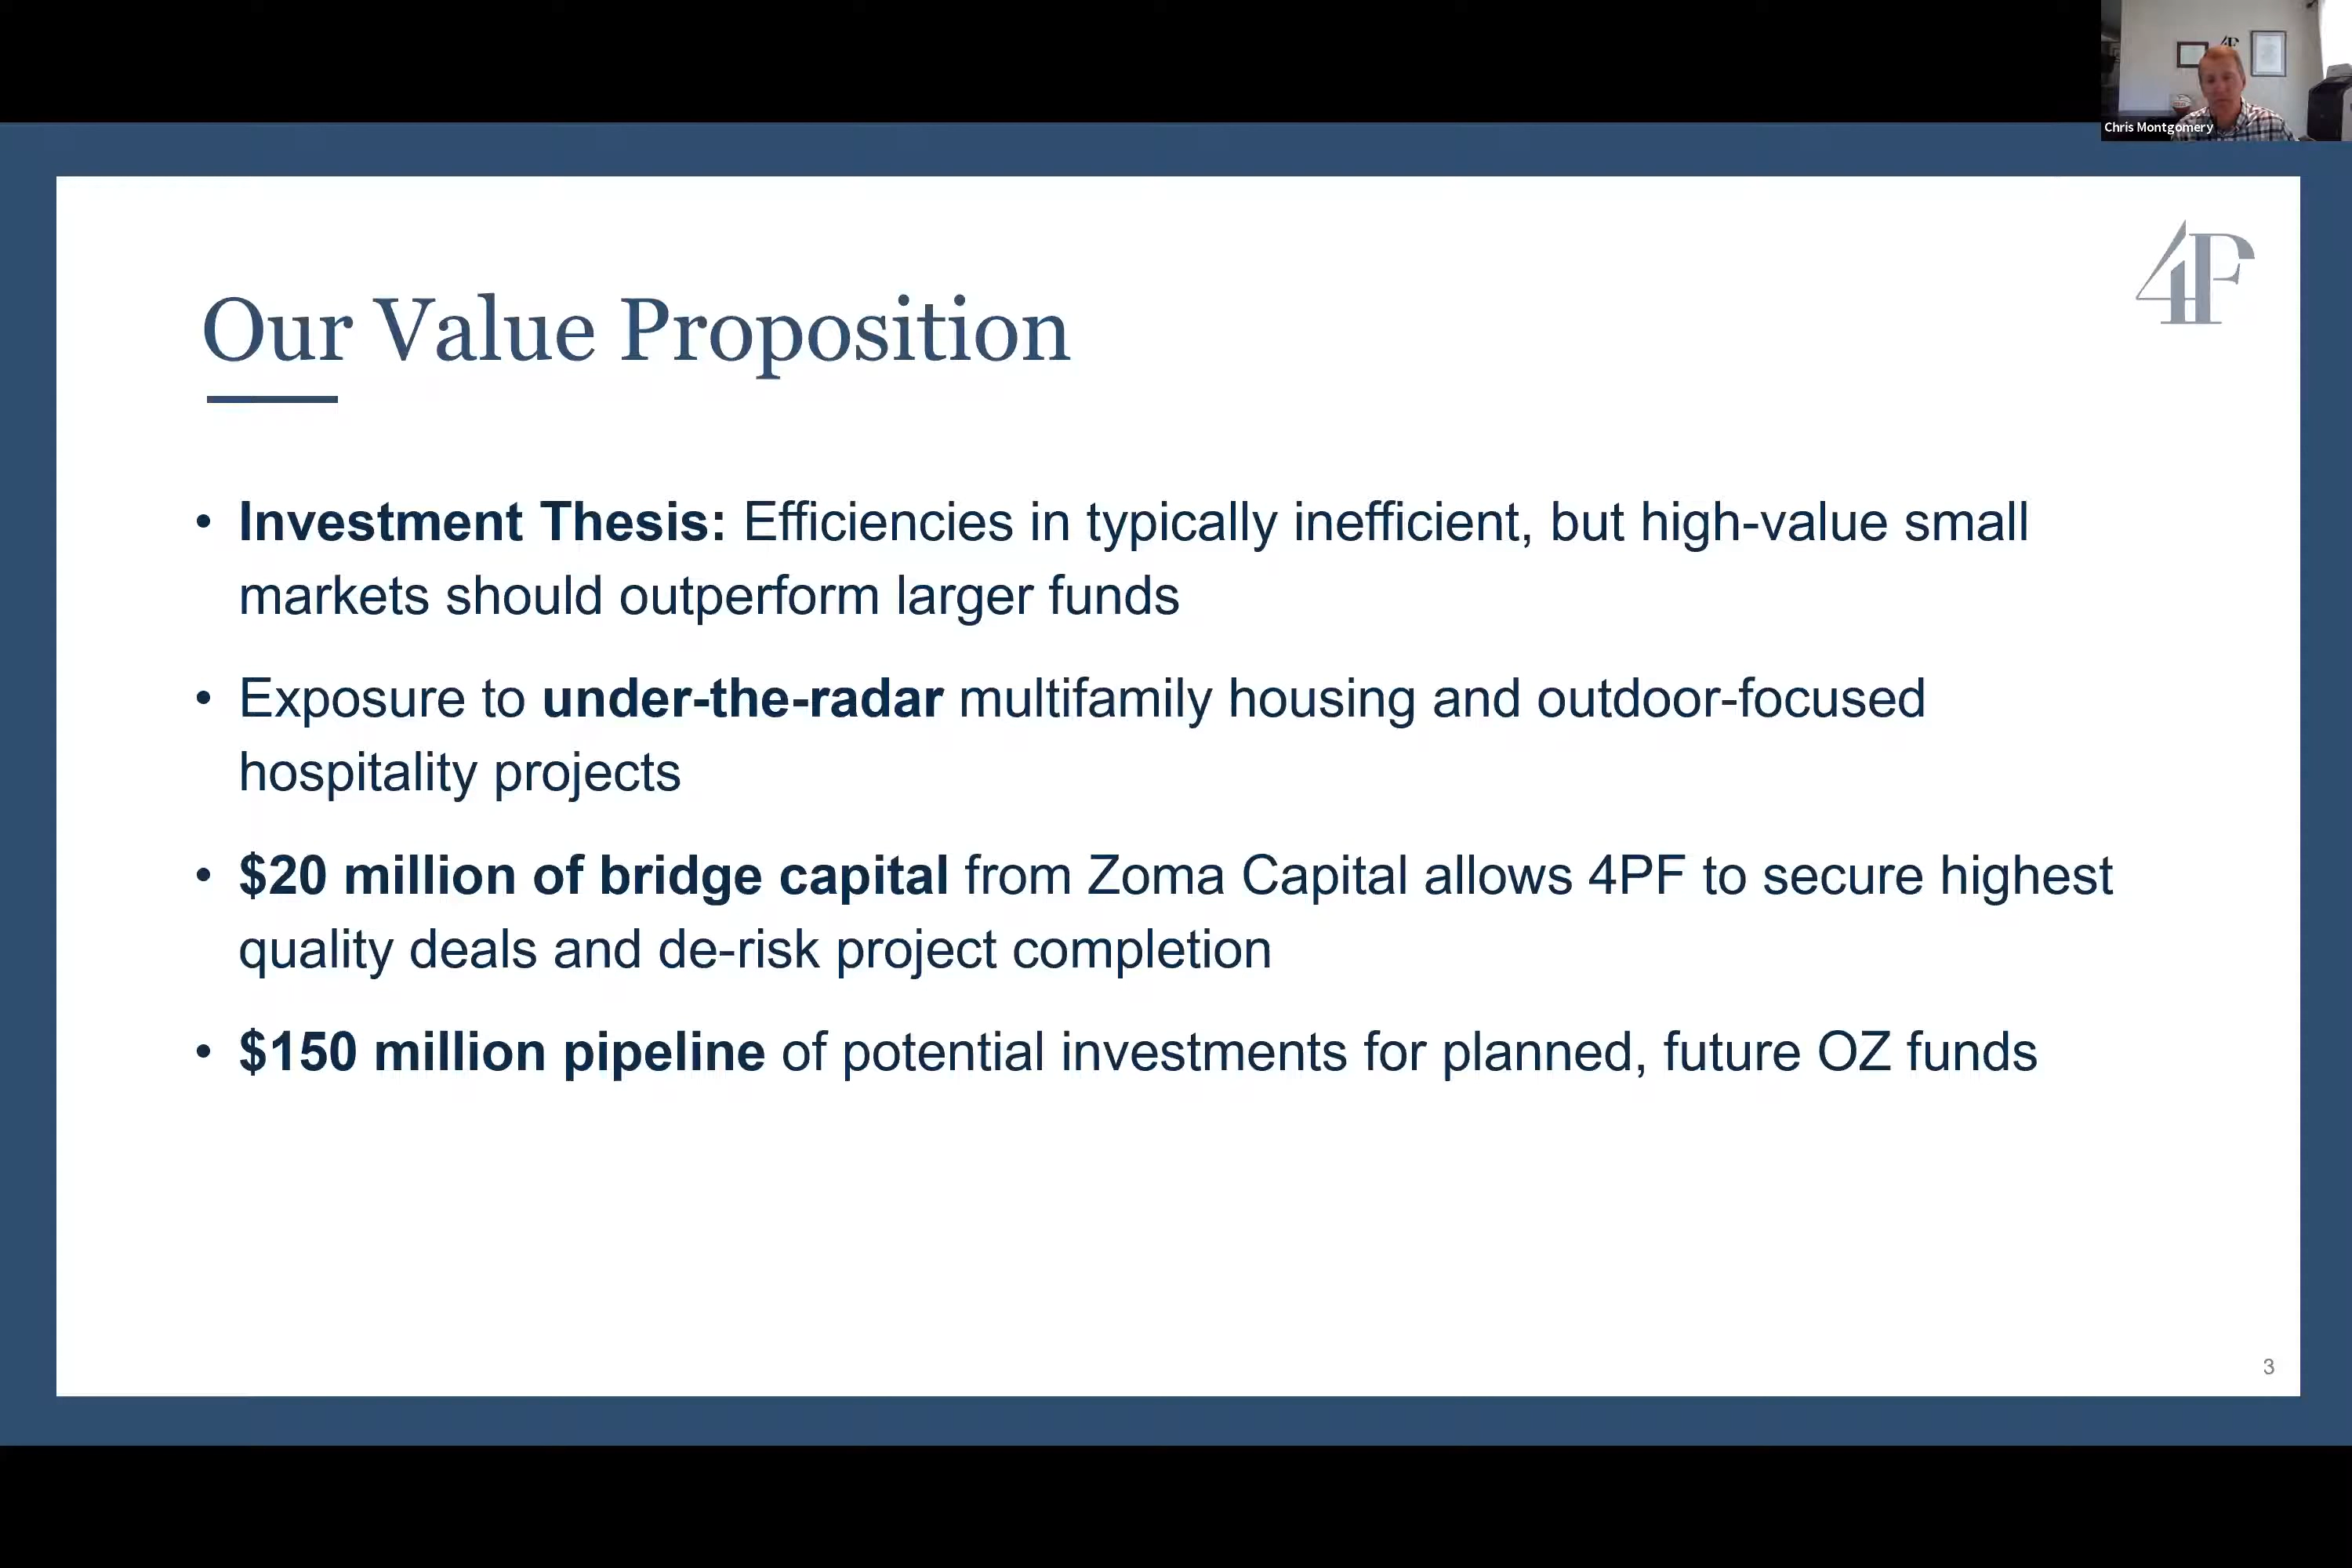 Chris Montgomery
4P
Our Value Proposition
• Investment Thesis: Efficiencies in typically inefficient, but high-value small
markets should outperform larger funds
• Exposure to under-the-radar multifamily housing and outdoor-focused
hospitality projects
• $20 million of bridge capital from Zoma Capital allows 4PF to secure highest
quality deals and de-risk project completion
• $150 million pipeline of potential investments for planned, future OZ funds
3